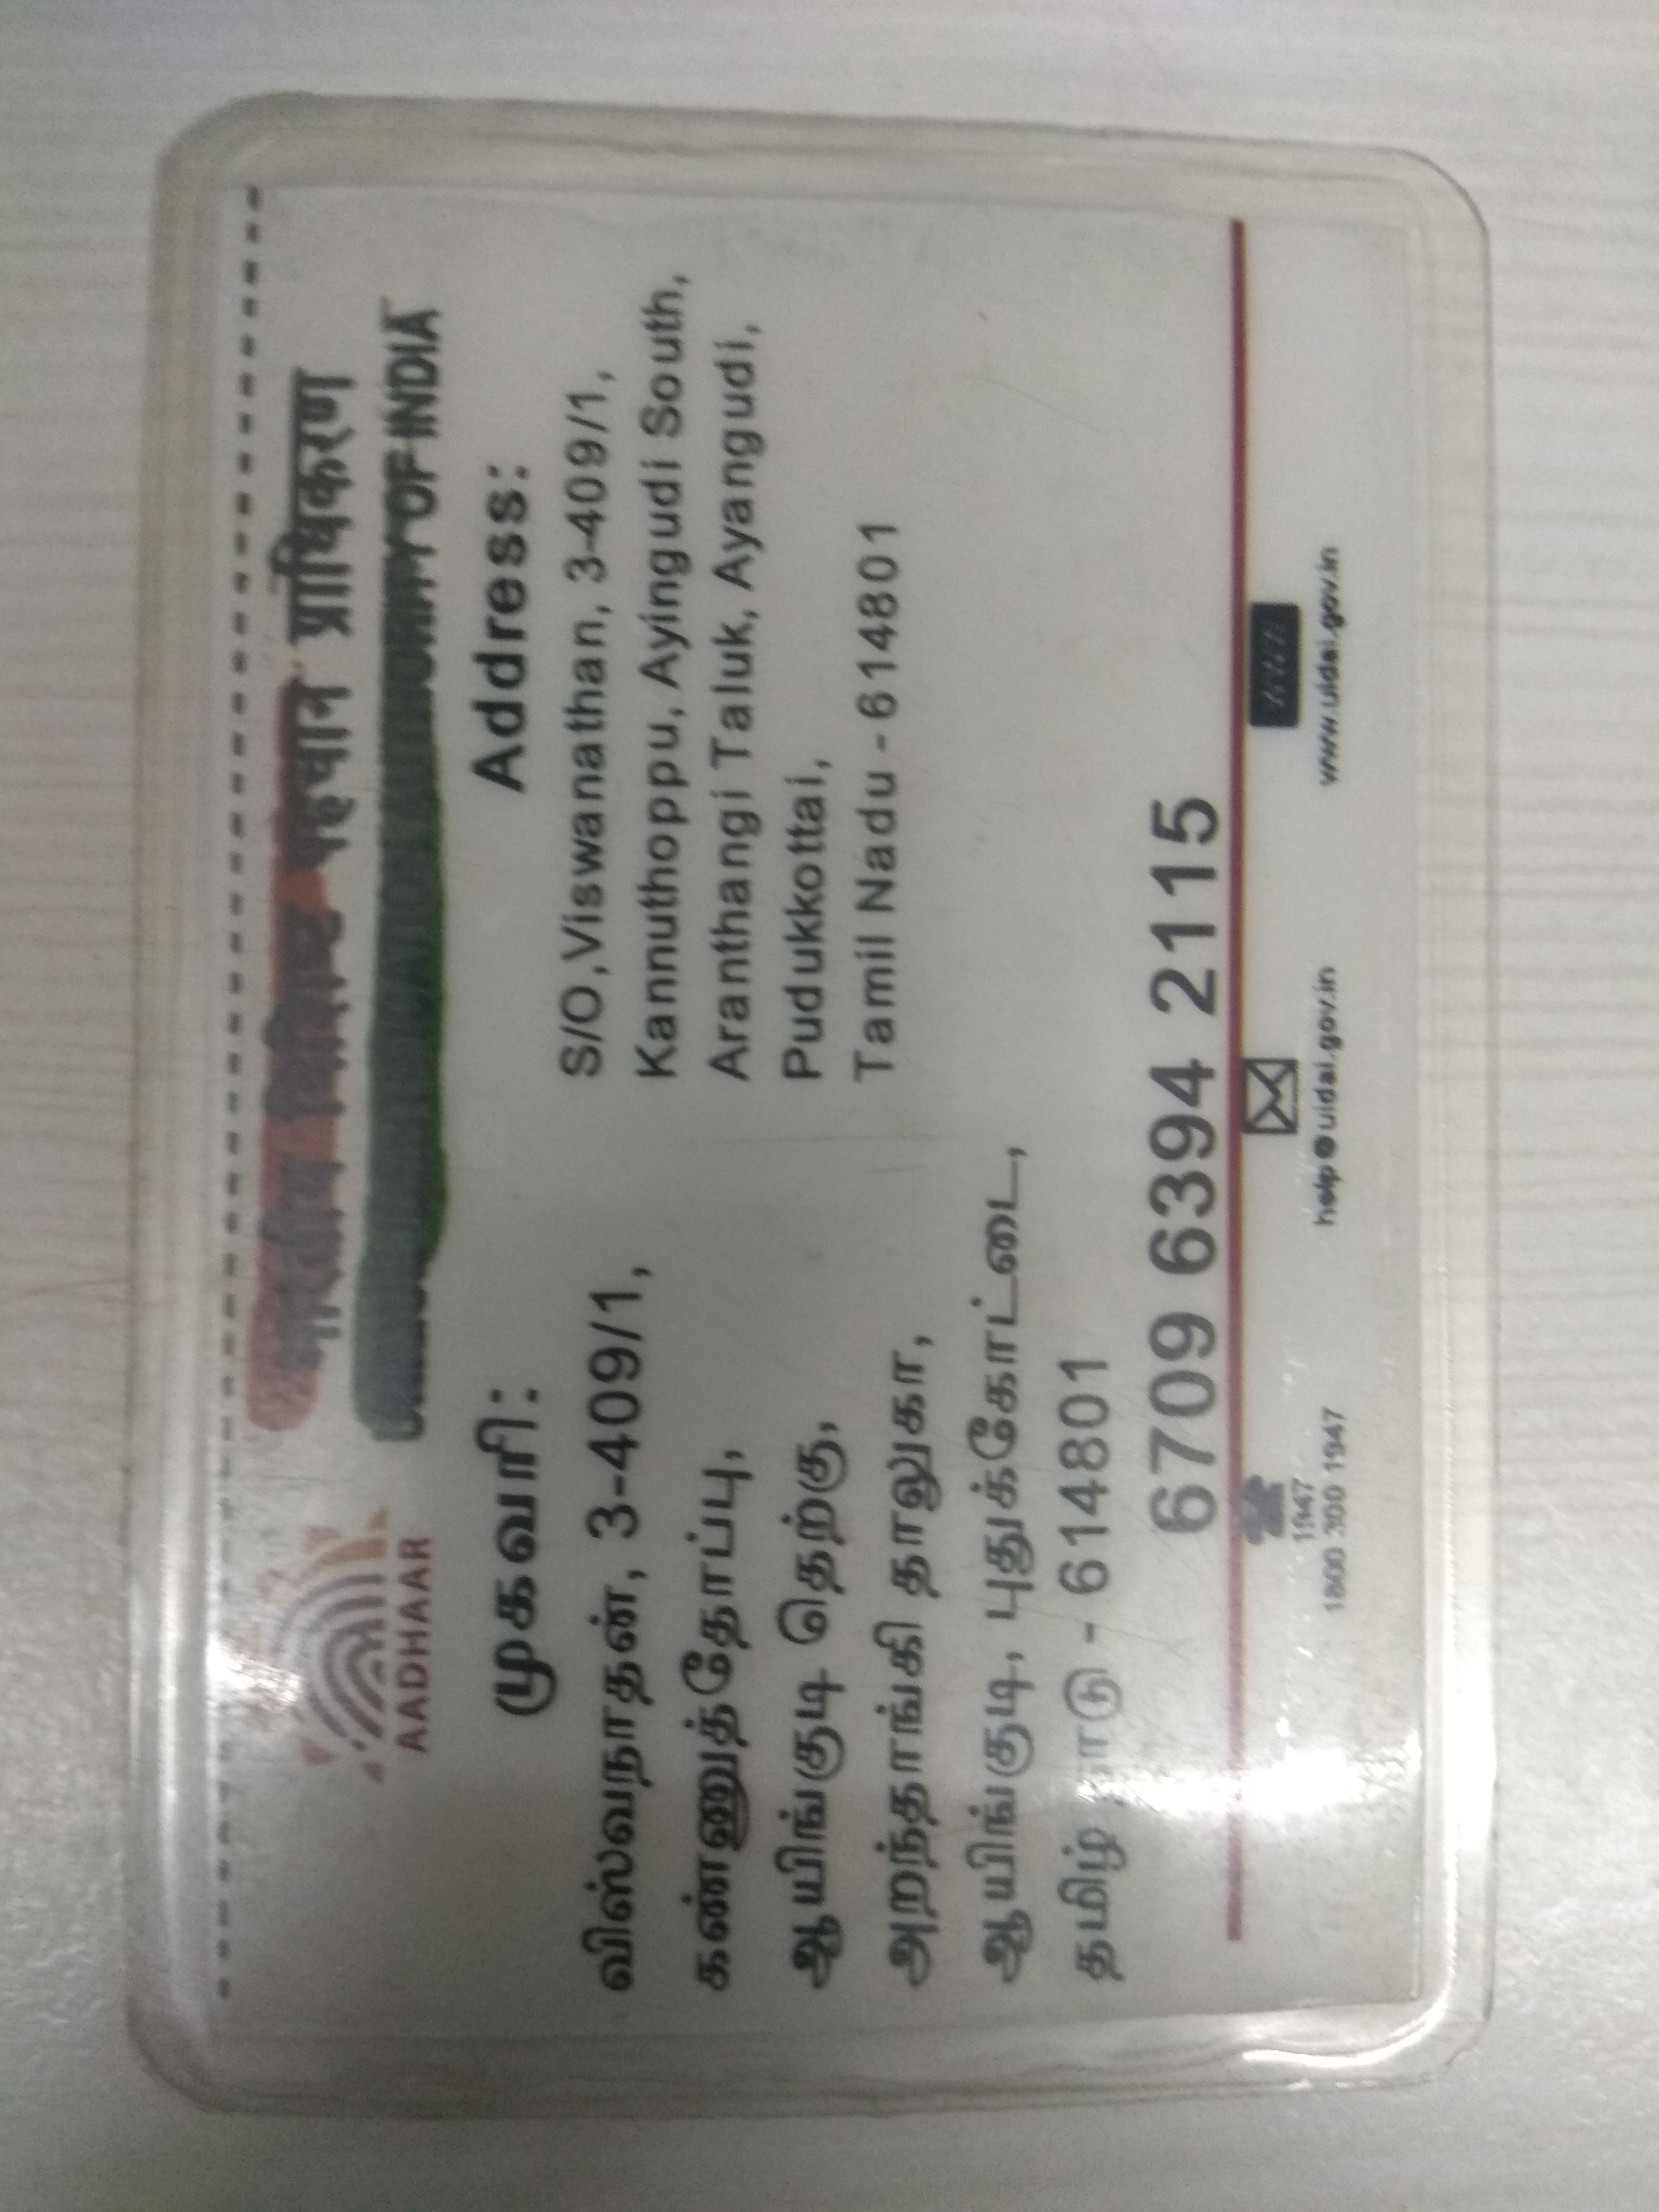 भारतीय विशिष्ट पहचान प्राधिकरण
OF INDIA
AADHAAR
முகவரி:
விஸ்வநாதன், 3-409/1,
கண்ணுத்தோப்பு,
ஆயிங்குடி தெற்கு,
அறந்தாங்கி தாலுகா,
ஆயிங்குடி, புதுக்கோட்டை,
தமிழ் நாடு - 614801
Address:
S/O,Viswanathan, 3-409/1,
Kannuthoppu, Ayingudi South,
Aranthangi Taluk, Ayangudi,
Pudukkottai,
Tamil Nadu - 614801
6709 6394 2115
1947
1800 300 1947
help@uidai.gov.in
www.uidai.gov.in